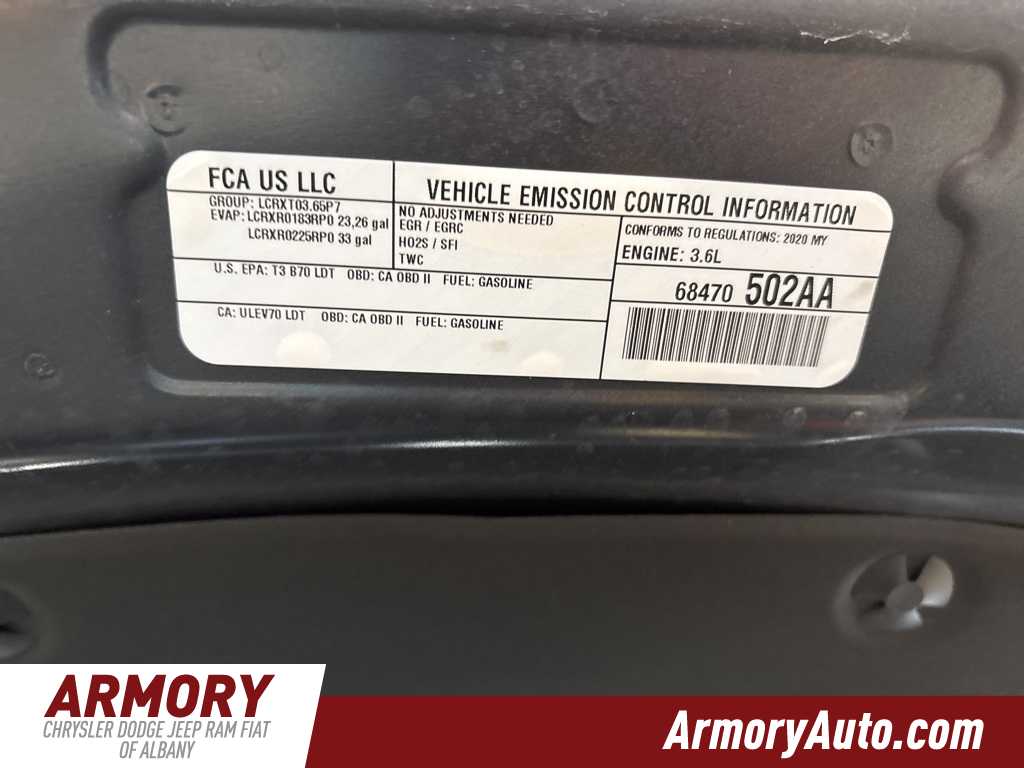 FCA US LLC
GROUP: LCRXT03.65P7
EVAP: LCRXR0183RP0 23,26 gal
LCRXR0225RP0 33 gal
VEHICLE EMISSION CONTROL INFORMATION
NO ADJUSTMENTS NEEDED
EGR / EGRC
HO2S / SFI
TWC
CONFORMS TO REGULATIONS: 2020 MY
ENGINE: 3.6L
U.S. EPA: T3 B70 LDT OBD: CA OBD II FUEL: GASOLINE
68470 502AA
CA: ULEV70 LDT OBD: CA OBD II FUEL: GASOLINE
ARMORY
CHRYSLER DODGE JEEP RAM FIAT
OF ALBANY
ArmoryAuto.com